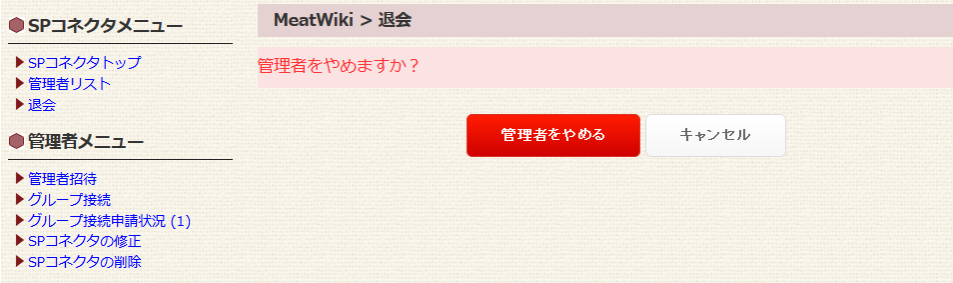 SPコネクタメニュー
SPコネクタトップ
管理者リスト
退会
管理者メニュー
管理者招待
グループ接続
グループ接続申請状況 (1)
SPコネクタの修正
SPコネクタの削除
MeatWiki > 退会
管理者をやめますか？
管理者をやめる
キャンセル